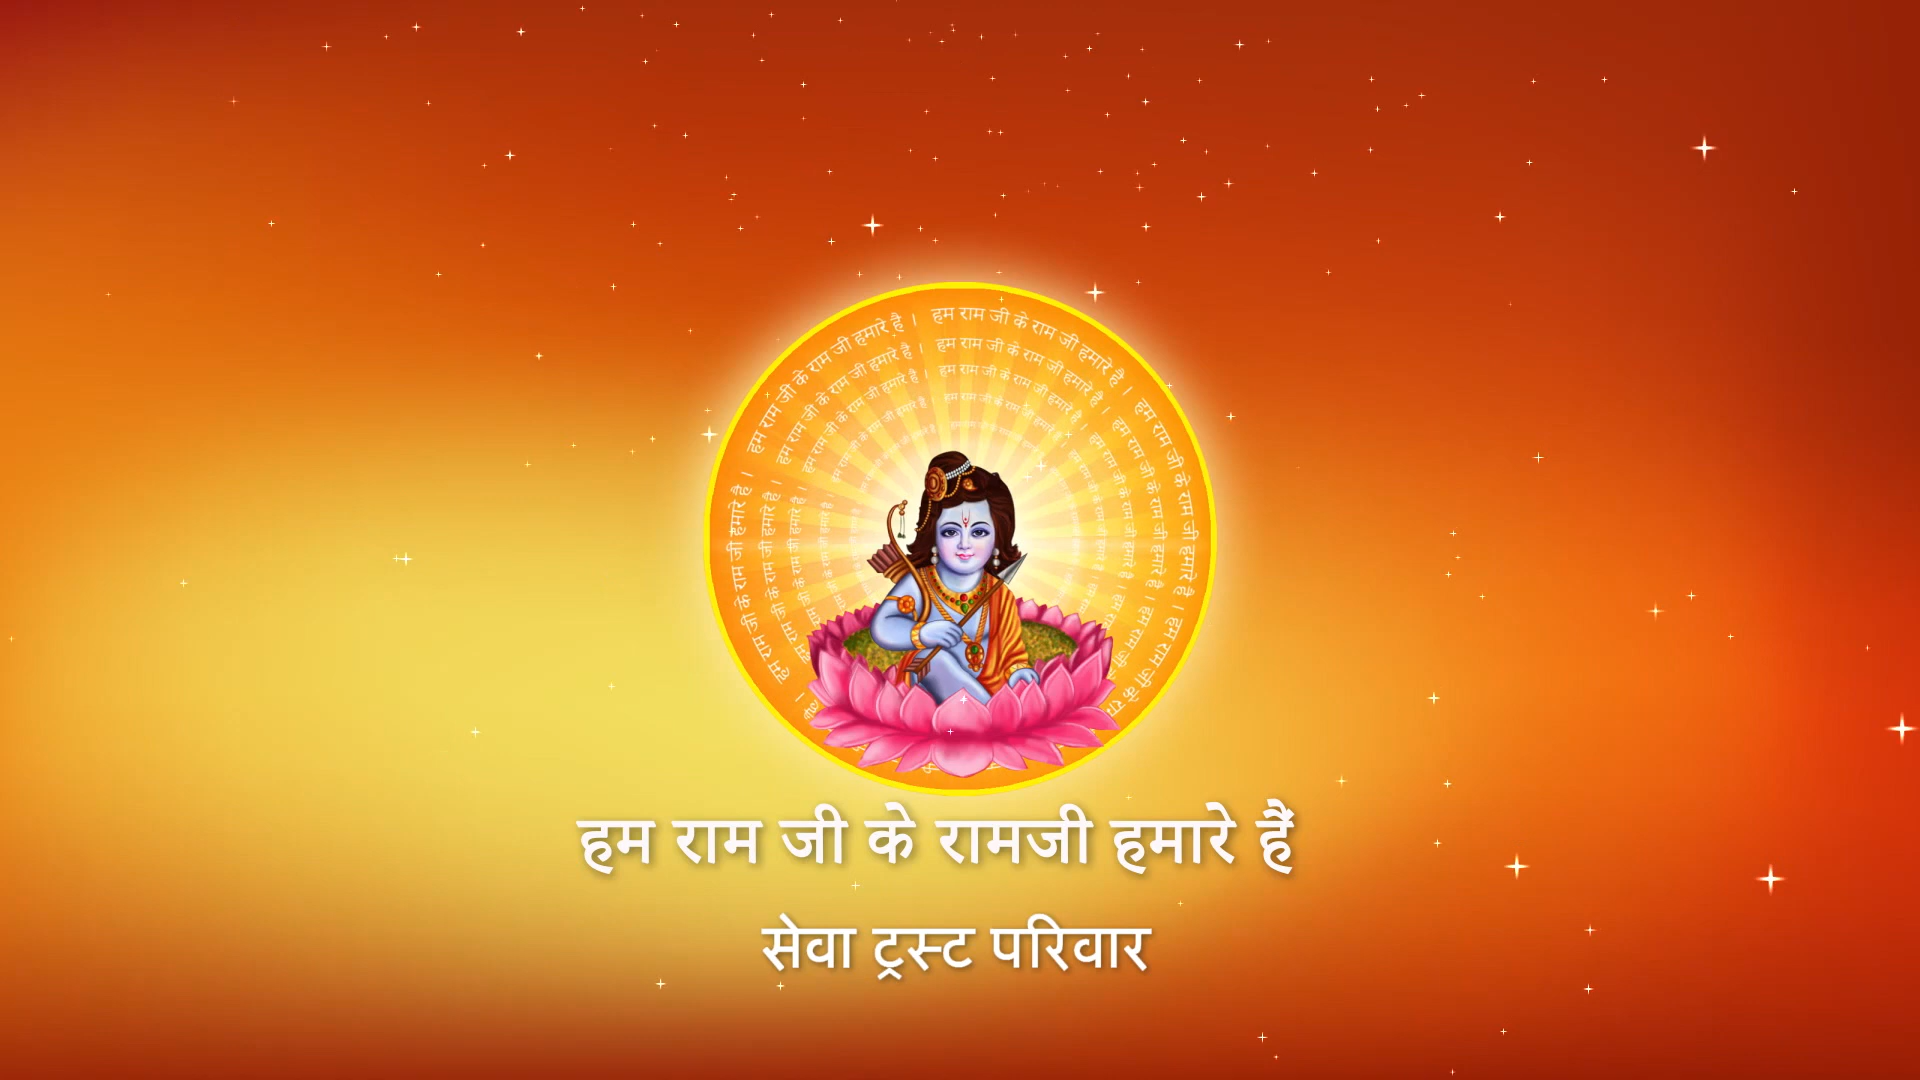 हम राम जी के राम जी हमारे है ।
हम राम जी के रामजी हमारे हैं
सेवा ट्रस्ट परिवार